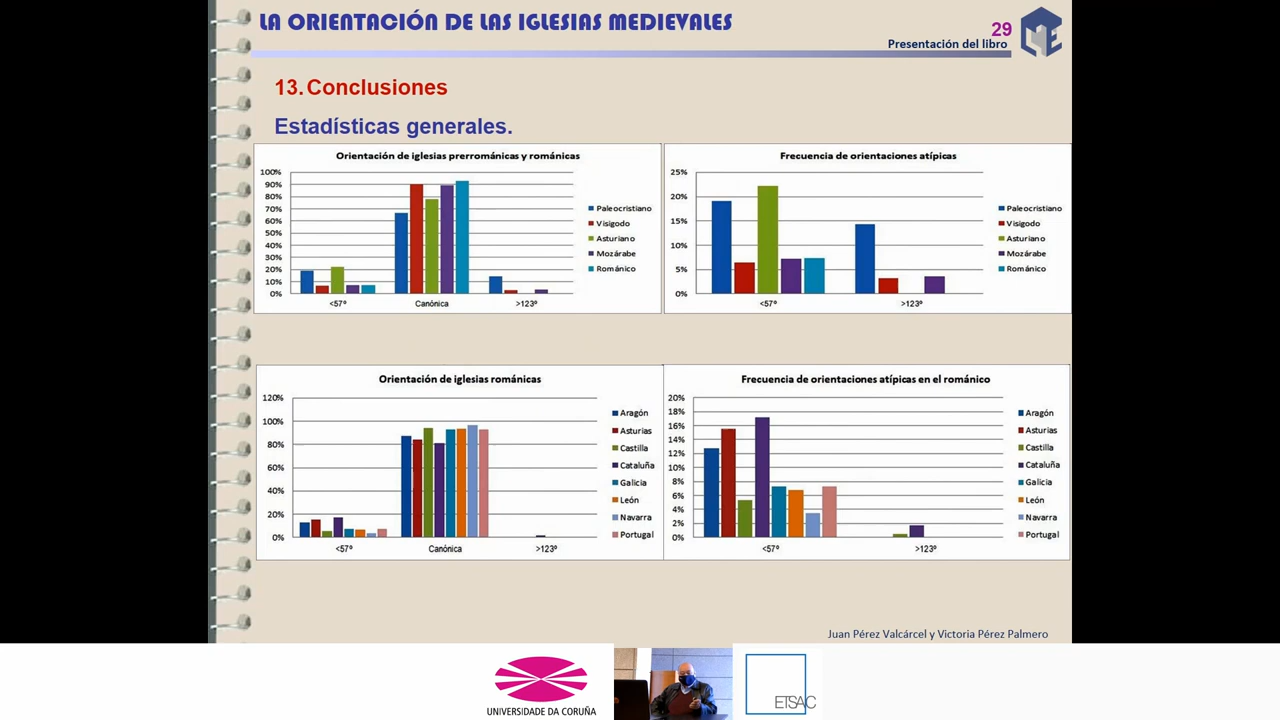 LA ORIENTACIÓN DE LAS IGLESIAS MEDIEVALES
29
Presentación del libro
13. Conclusiones
Estadísticas generales.
Orientación de iglesias prerrománicas y románicas
100%
90%
80%
70%
60%
50%
40%
30%
20%
10%
0%
<57º
Canónica
>123º
Paleocristiano
Visigodo
Asturiano
Mozárabe
Románico
Frecuencia de orientaciones atípicas
25%
20%
15%
10%
5%
0%
<57º
>123º
Paleocristiano
Visigodo
Asturiano
Mozárabe
Románico
Orientación de iglesias románicas
120%
100%
80%
60%
40%
20%
0%
<57º
Canónica
>123º
Aragón
Asturias
Castilla
Cataluña
Galicia
León
Navarra
Portugal
Frecuencia de orientaciones atípicas en el románico
20%
18%
16%
14%
12%
10%
8%
6%
4%
2%
0%
<57º
>123º
Aragón
Asturias
Castilla
Cataluña
Galicia
León
Navarra
Portugal
Juan Pérez Valcárcel y Victoria Pérez Palmero
UNIVERSIDADE DA CORUÑA
ETSAC